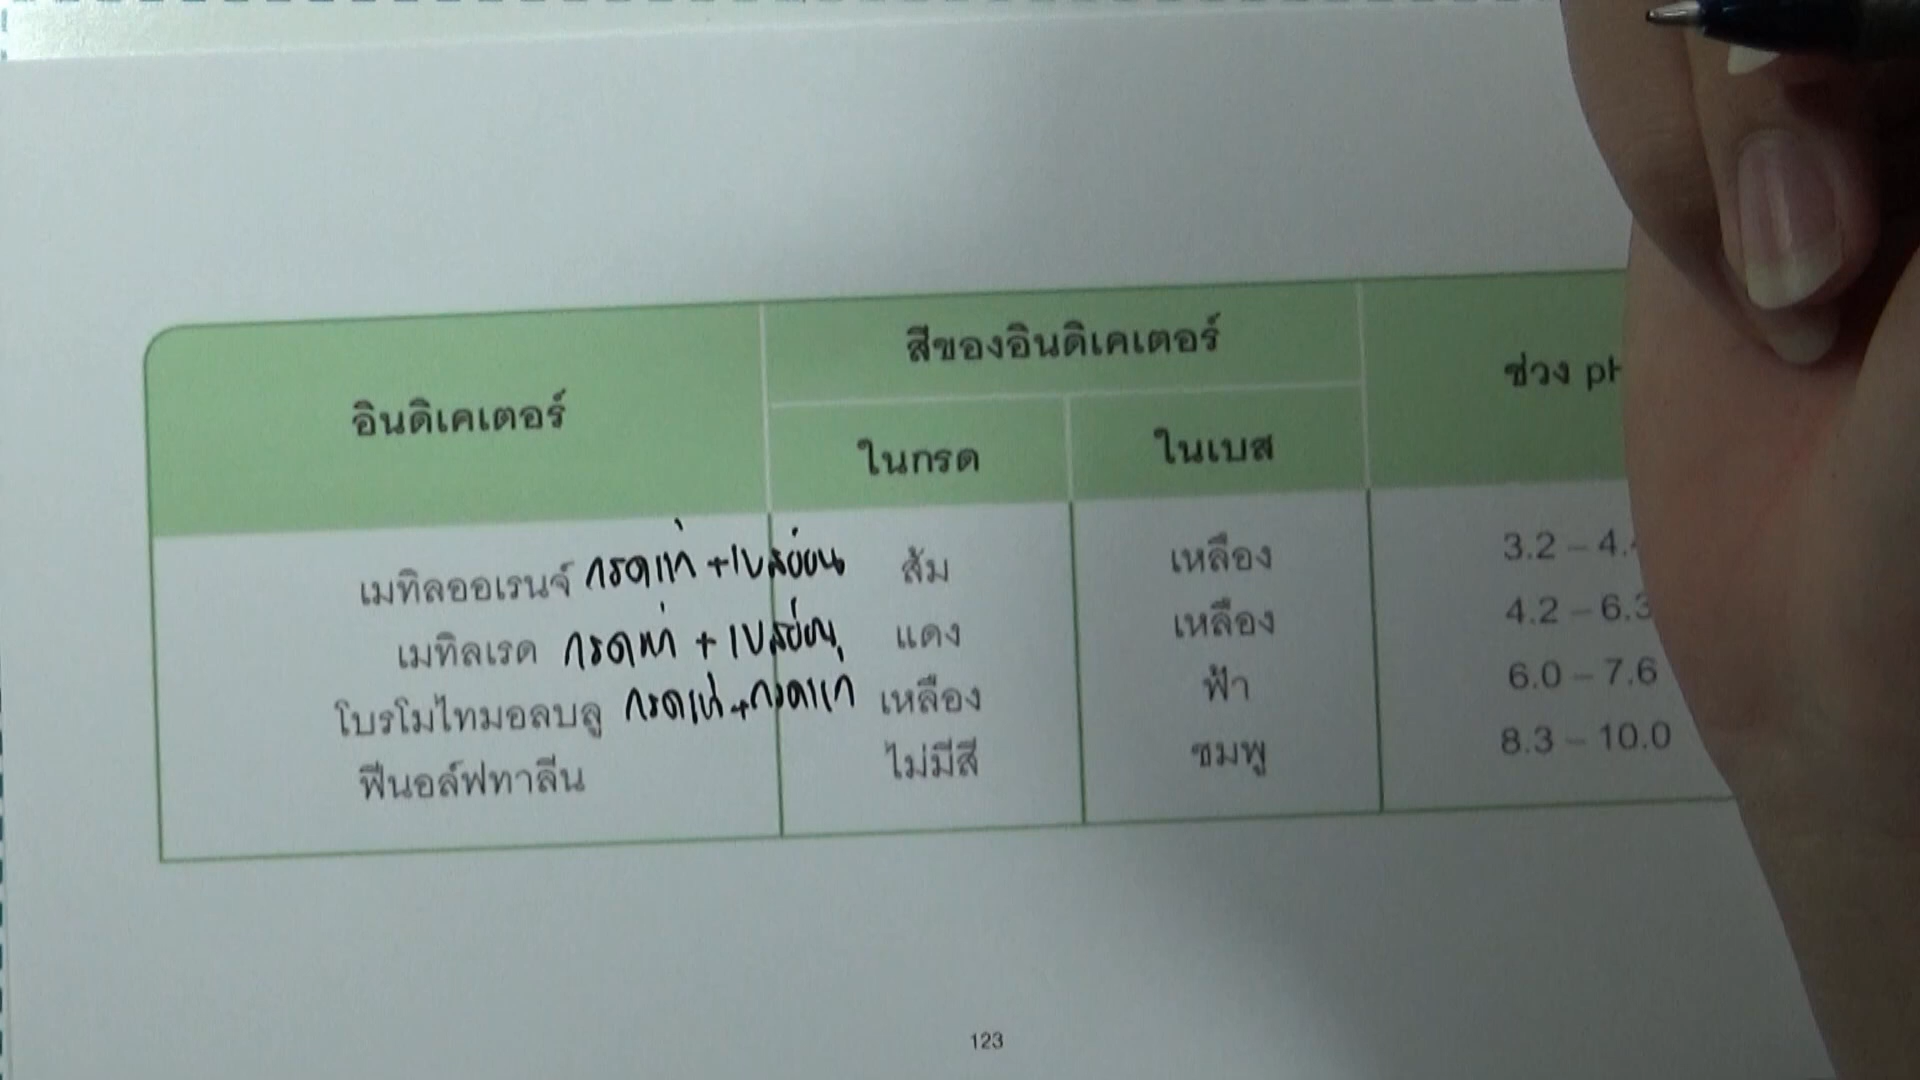 สีของอินดิเคเตอร์
อินดิเคเตอร์ ช่วง pH
ในกรด ในเบส
เมทิลออเรนจ์ กรดแก่ + เบสอ่อน ส้ม เหลือง 3.2 – 4.
เมทิลเรด กรดแก่ + เบสอ่อน แดง เหลือง 4.2 – 6.3
โบรโมไทมอลบลู กรดแก่ + กรดแก่ เหลือง ฟ้า 6.0 – 7.6
ฟีนอล์ฟทาลีน ไม่มีสี ชมพู 8.3 – 10.0
123